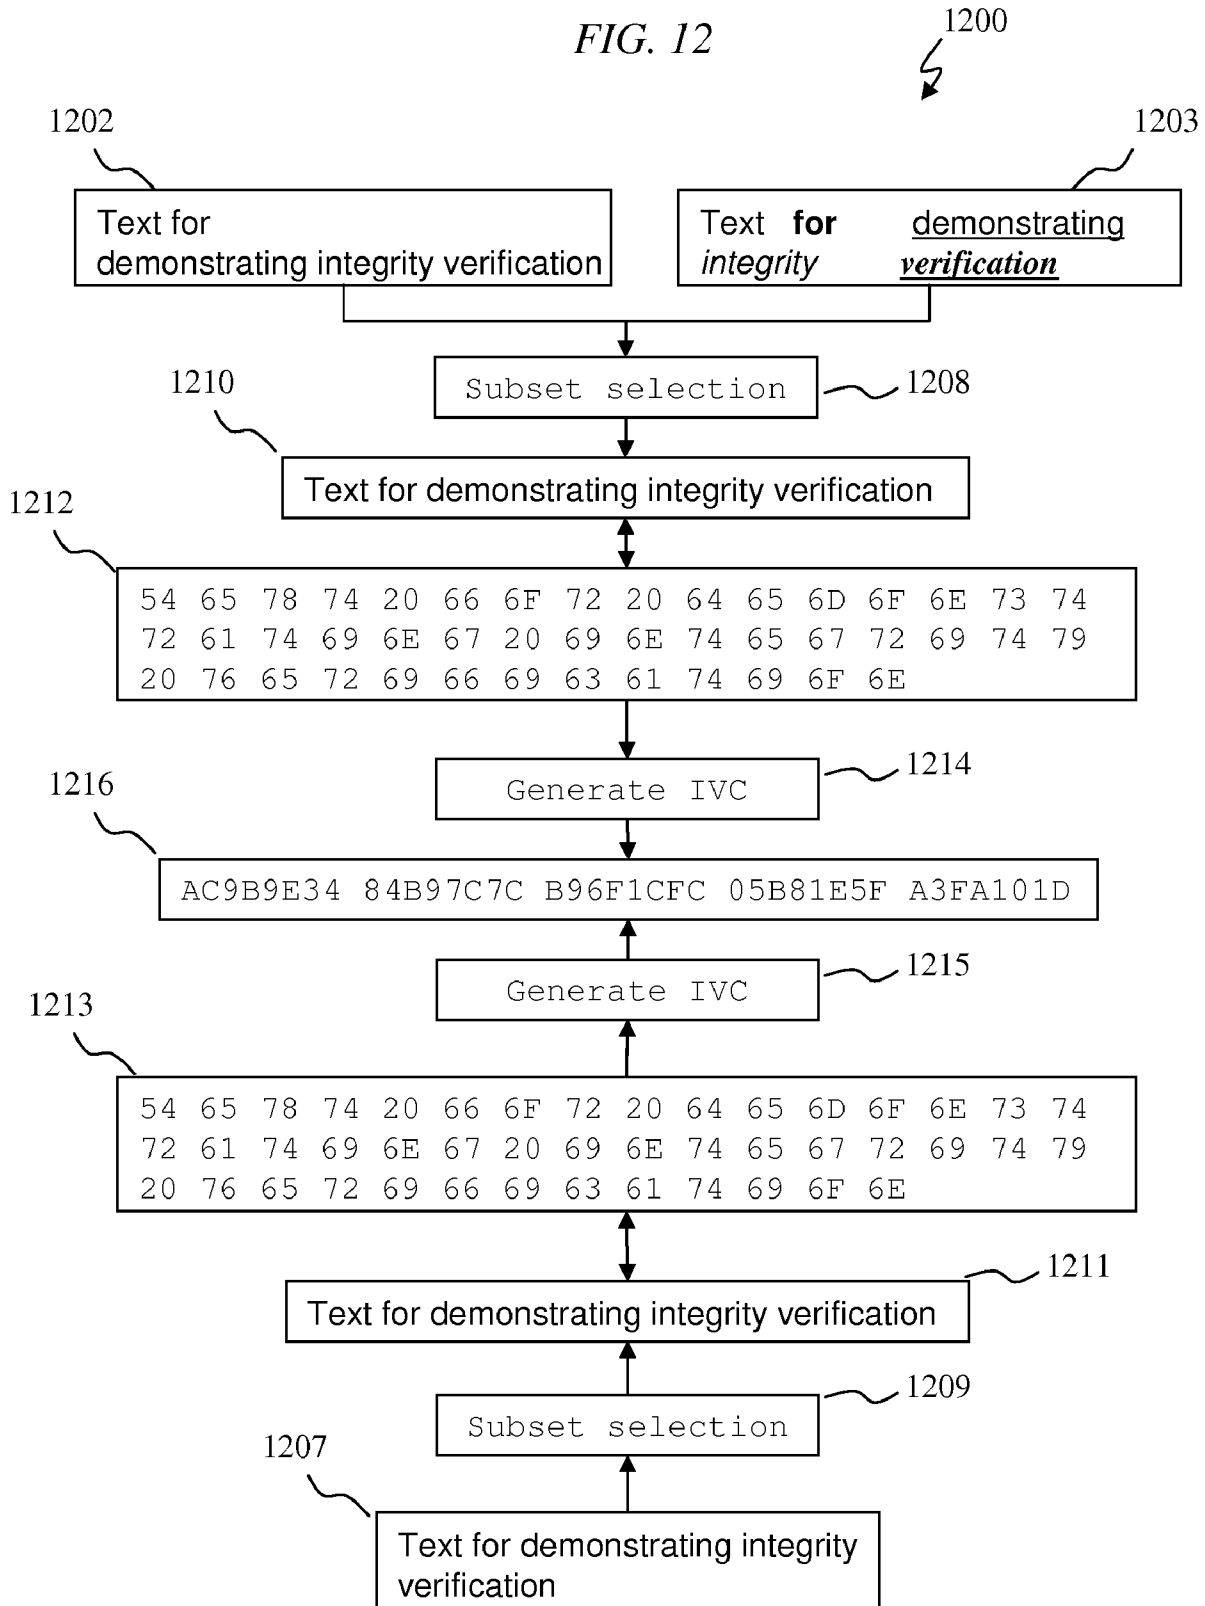 FIG. 12
1200
1202
1203
Text for
demonstrating integrity verification
Text for demonstrating
integrity verification
1210
Subset selection
1208
Text for demonstrating integrity verification
1212
54 65 78 74 20 66 6F 72 20 64 65 6D 6F 6E 73 74
72 61 74 69 6E 67 20 69 6E 74 65 67 72 69 74 79
20 76 65 72 69 66 69 63 61 74 69 6F 6E
1214
Generate IVC
1216
AC9B9E34 84B97C7C B96F1CFC 05B81E5F A3FA101D
1215
Generate IVC
1213
54 65 78 74 20 66 6F 72 20 64 65 6D 6F 6E 73 74
72 61 74 69 6E 67 20 69 6E 74 65 67 72 69 74 79
20 76 65 72 69 66 69 63 61 74 69 6F 6E
1211
Text for demonstrating integrity verification
1209
Subset selection
1207
Text for demonstrating integrity
verification